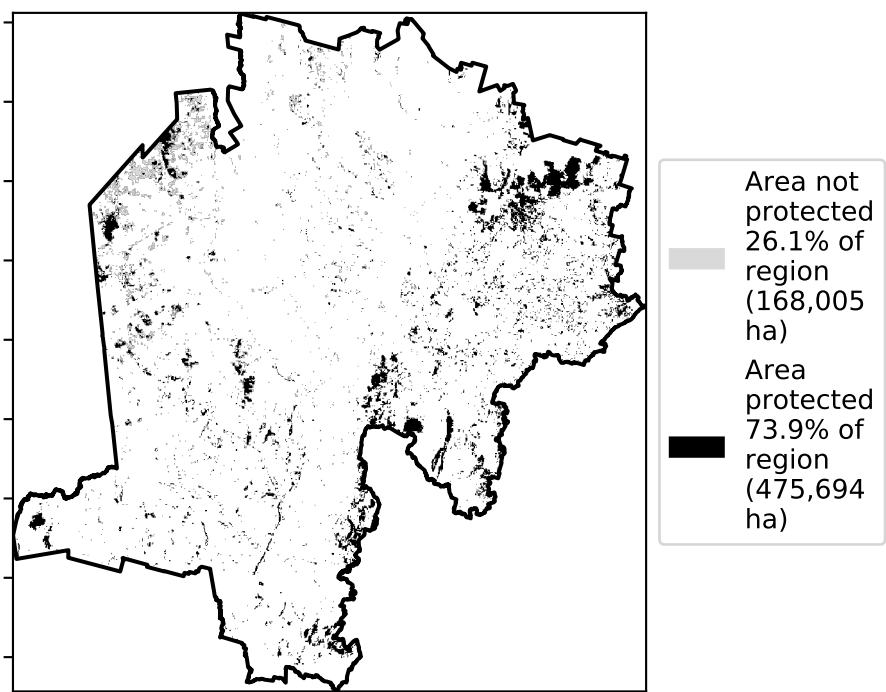 Area not
protected
26.1% of
region
(168,005
ha)
Area
protected
73.9% of
region
(475,694
ha)